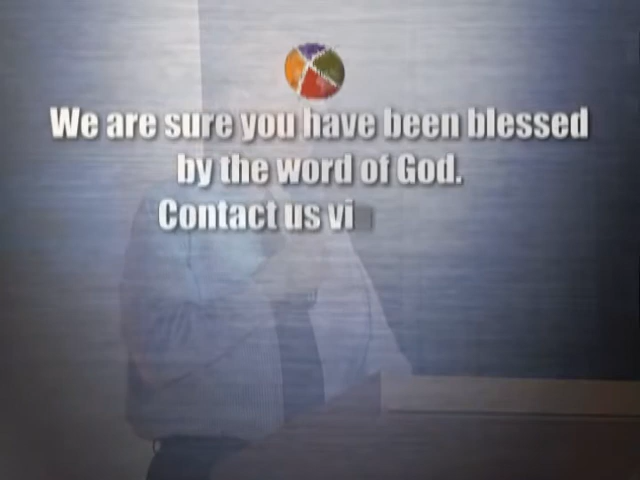 We are sure you have been blessed
by the word of God.
Contact us vi